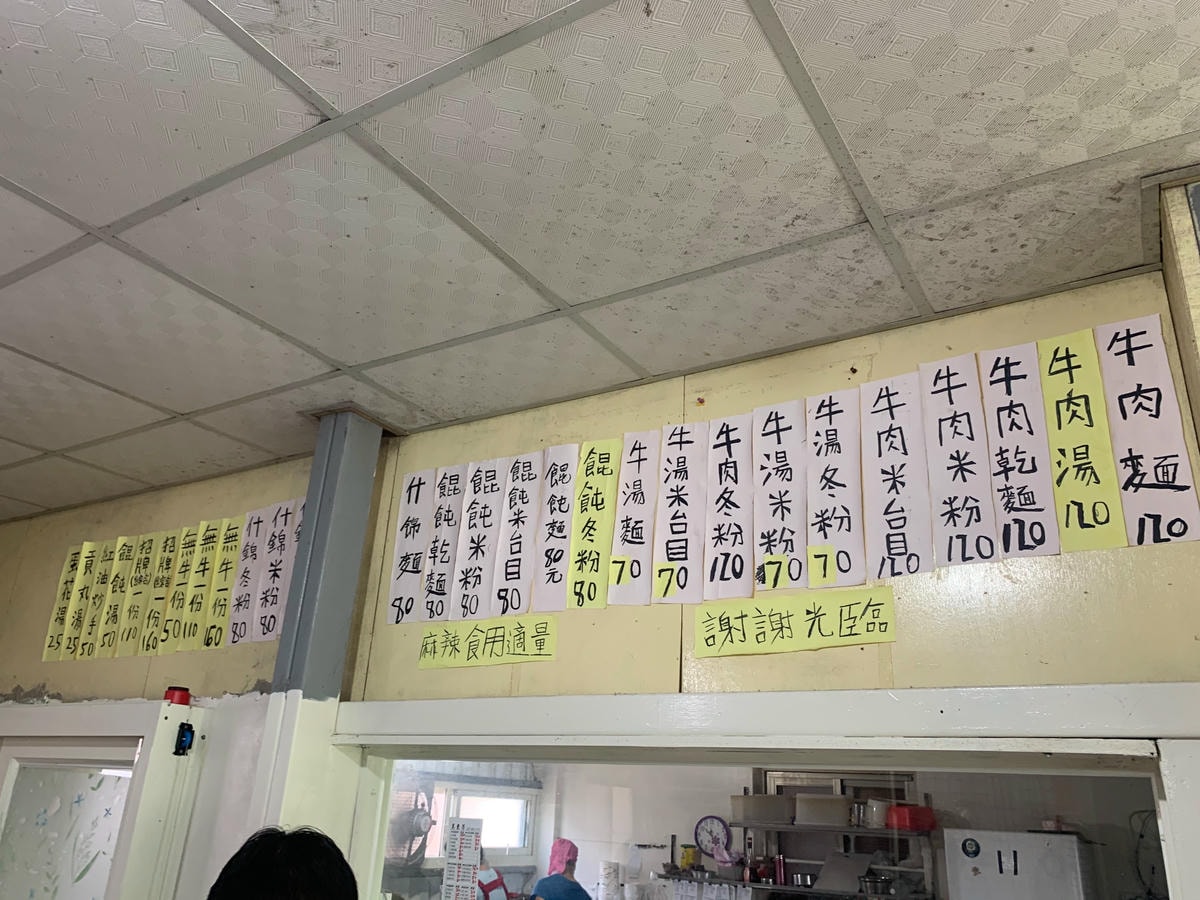 牛肉麵 120
牛肉湯 120
牛肉乾麵 120
牛肉米粉 120
牛肉米台目 120
牛湯冬粉 70
牛湯米粉 70
牛肉冬粉 120
牛湯米台目 70
牛湯麵 70
餛飩冬粉 80
餛飩麵 80元
餛飩米台目 80
餛飩米粉 80
餛飩乾麵 80
什錦麵 80
什錦米粉 80
什錦冬粉 80
無牛一份 160
無牛一份 110
無牛一份 50
招牌一份 160
招牌一份 110
餛飩湯 50
紅油炒手 50
貢丸湯 25
蛋花湯 25
麻辣食用適量
謝謝光臨